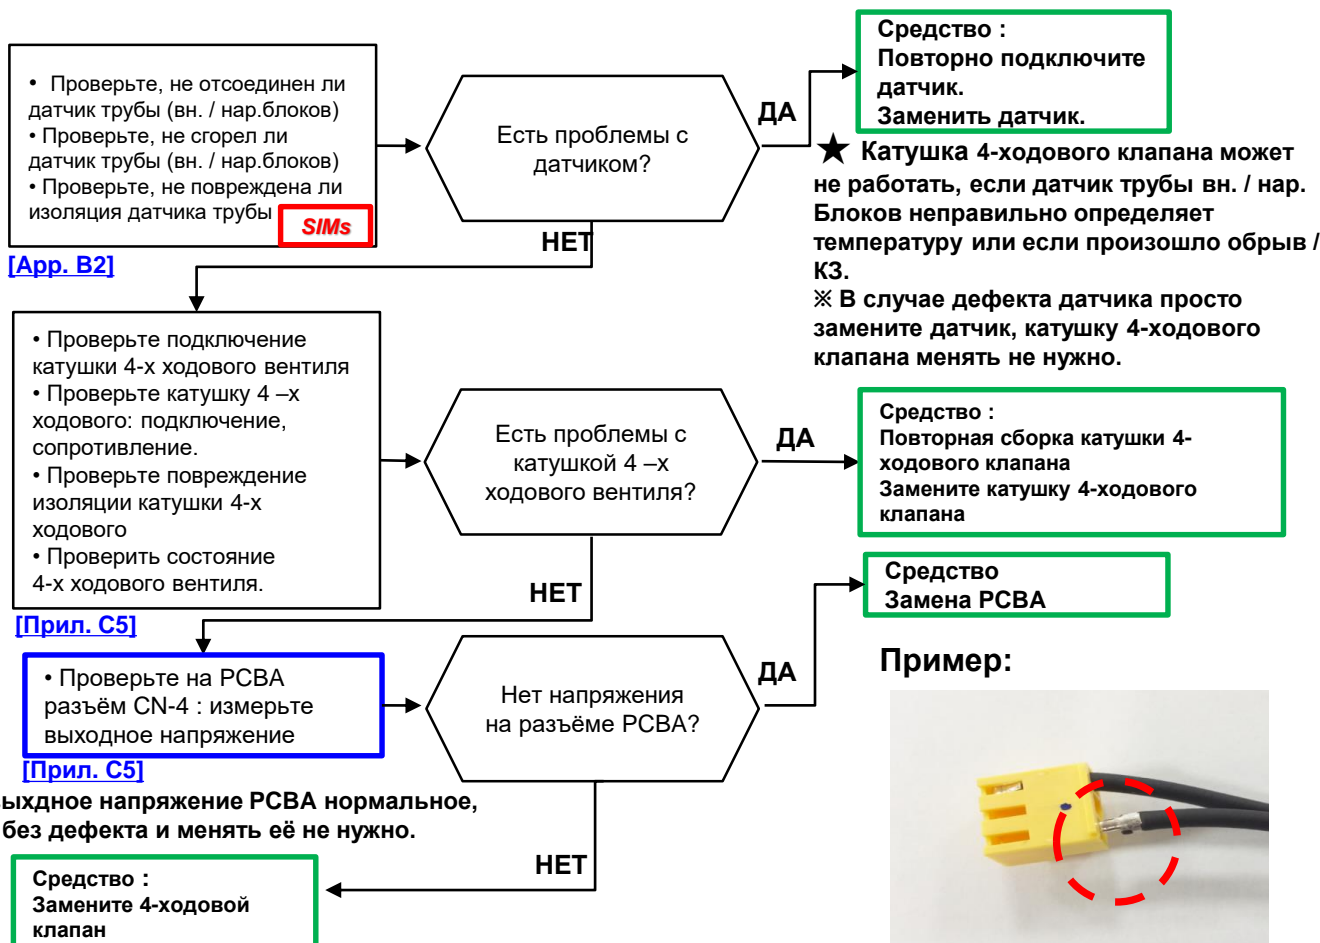 • Проверьте, не отсоединен ли
датчик трубы (вн. / нар.блоков)
• Проверьте, не сгорел ли
датчик трубы (вн. / нар.блоков)
• Проверьте, не повреждена ли
изоляция датчика трубы
SIMs
[App. B2]
Есть проблемы с
датчиком?
ДА
НЕТ
Средство :
Повторно подключите
датчик.
Заменить датчик.
★ Катушка 4-ходового клапана может
не работать, если датчик трубы вн. / нар.
Блоков неправильно определяет
температуру или если произошло обрыв /
КЗ.
※ В случае дефекта датчика просто
замените датчик, катушку 4-ходового
клапана менять не нужно.
• Проверьте подключение
катушки 4-х ходового вентиля
• Проверьте катушку 4 –х
ходового: подключение,
сопротивление.
• Проверьте повреждение
изоляции катушки 4-х
ходового
• Проверить состояние
4-х ходового вентиля.
[Прил. C5]
Есть проблемы с
катушкой 4 –х
ходового вентиля?
ДА
НЕТ
Средство :
Повторная сборка катушки 4-
ходового клапана
Замените катушку 4-ходового
клапана
• Проверьте на PCBA
разъём CN-4 : измерьте
выходное напряжение
[Прил. C5]
Нет напряжения
на разъёме PCBA?
ДА
НЕТ
Средство
Замена PCBA
выхдное напряжение PCBA нормальное,
без дефекта и менять её не нужно.
Средство :
Замените 4-ходовой
клапан
Пример: